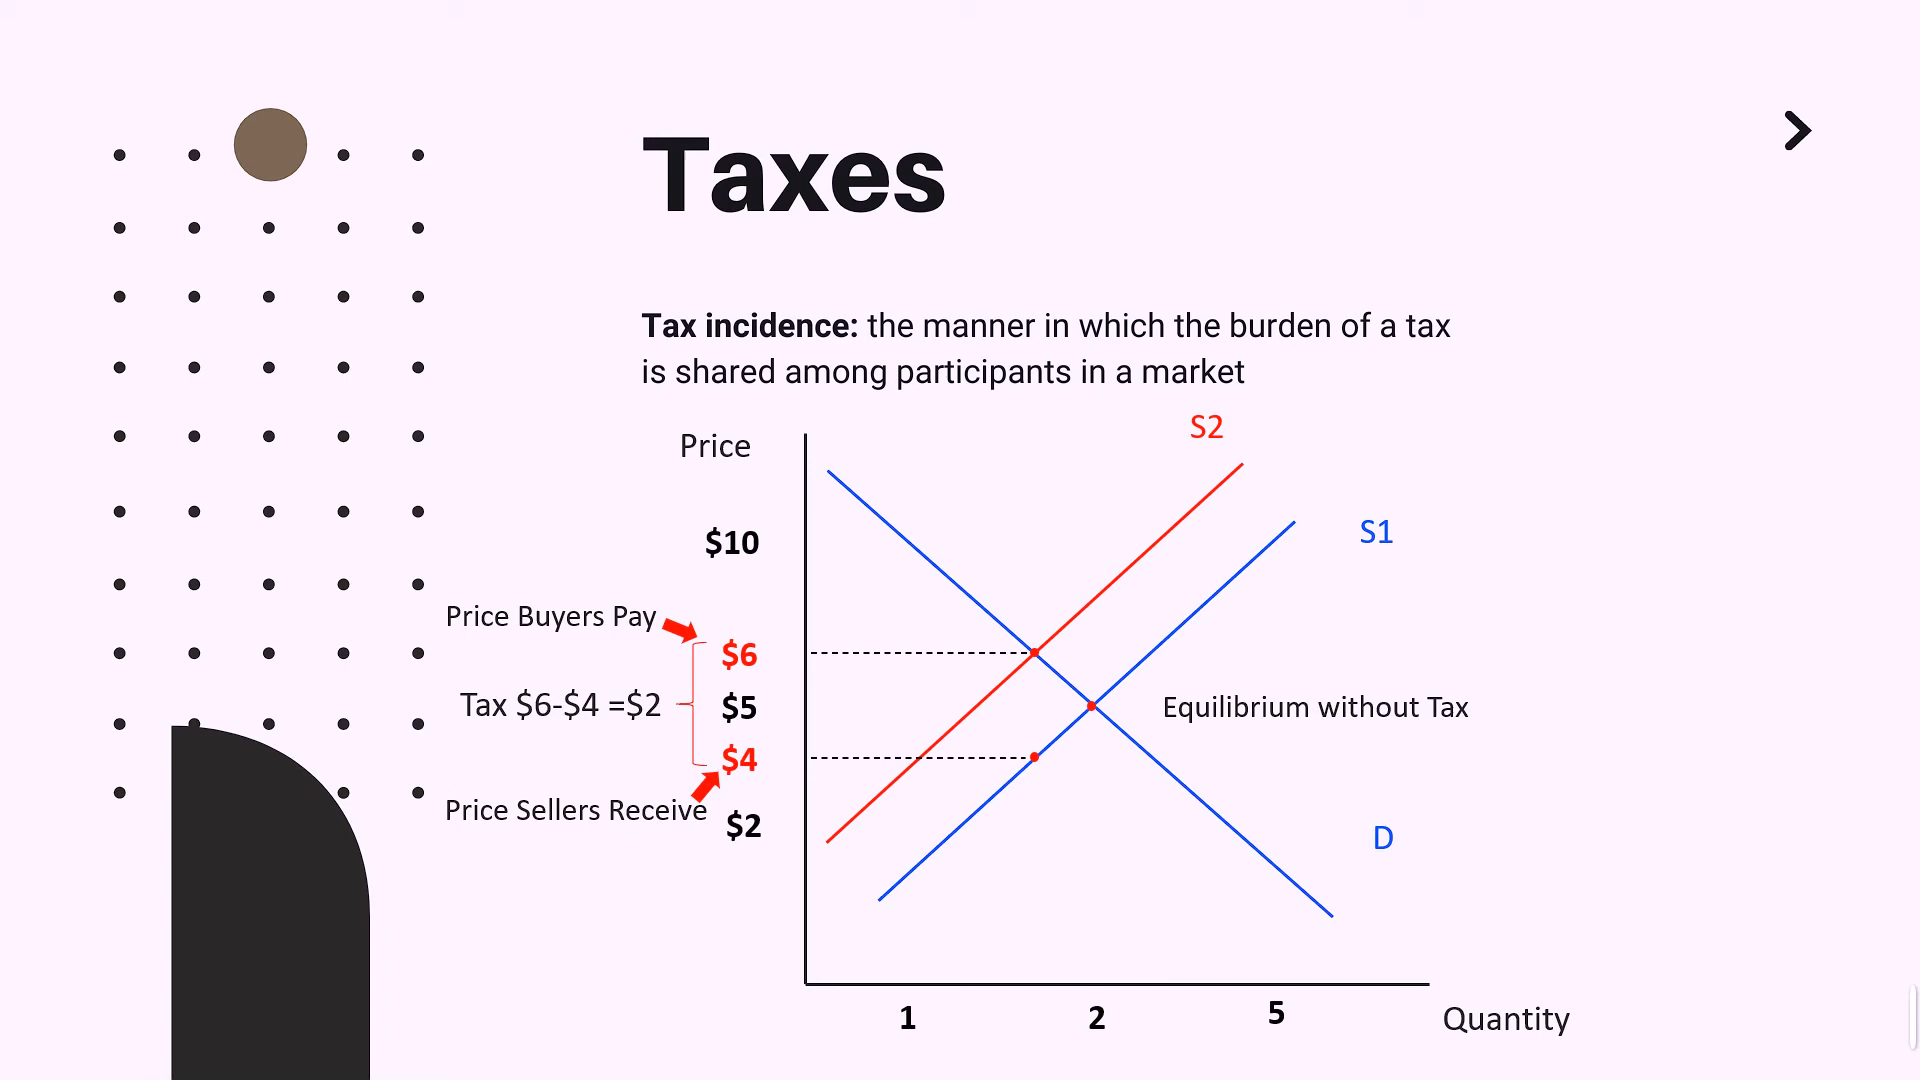 Taxes
Tax incidence: the manner in which the burden of a tax
is shared among participants in a market
S2
Price
S1
$10
Price Buyers Pay
$6
Tax $6-$4 =$2
$5
Equilibrium without Tax
$4
Price Sellers Receive
$2
D
1
2
5
Quantity